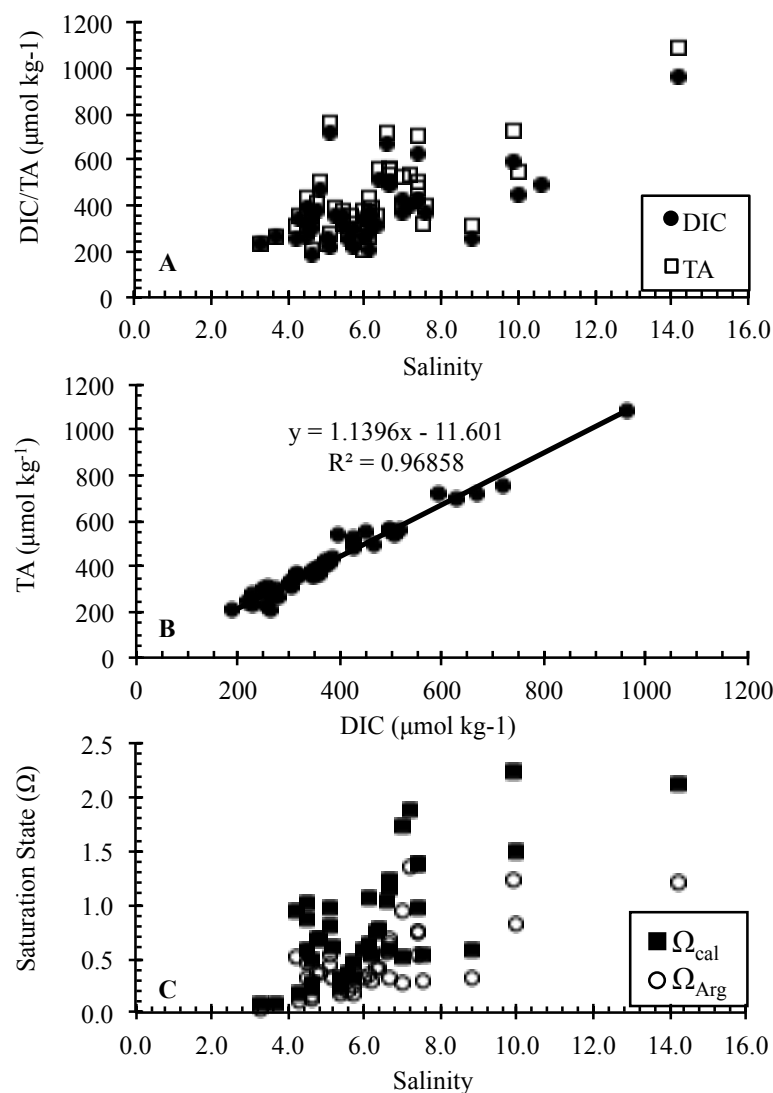 1200
1000
800
600
400
200
0
DIC/TA (μmol kg-1)
A
DIC
TA
0.0 2.0 4.0 6.0 8.0 10.0 12.0 14.0 16.0
Salinity
1200
1000
800
600
400
200
0
TA (μmol kg⁻¹)
y = 1.1396x - 11.601
R² = 0.96858
B
0 200 400 600 800 1000 1200
DIC (μmol kg-1)
2.5
2.0
1.5
1.0
0.5
0.0
Saturation State (Ω)
C
Ωcal
ΩArg
0.0 2.0 4.0 6.0 8.0 10.0 12.0 14.0 16.0
Salinity